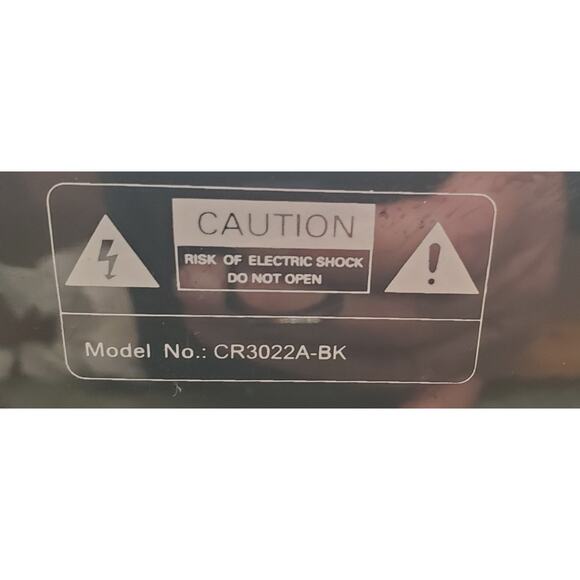 CAUTION
RISK OF ELECTRIC SHOCK
DO NOT OPEN
Model No.: CR3022A-BK